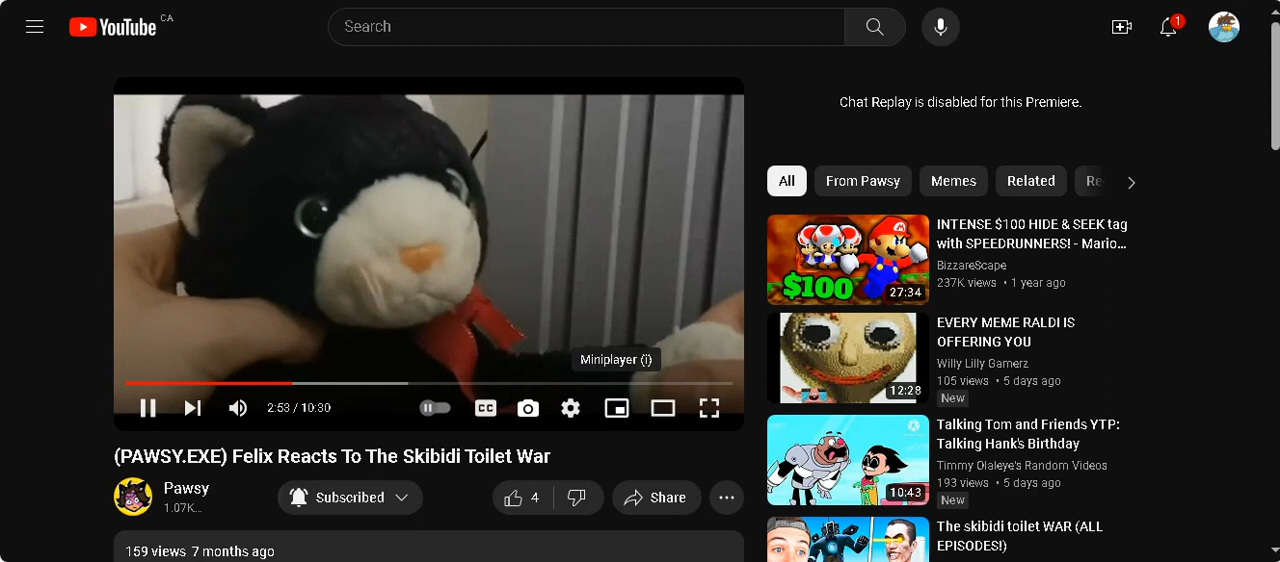 YouTube CA
Search
1
Chat Replay is disabled for this Premiere.
All
From Pawsy
Memes
Related
Re
INTENSE $100 HIDE & SEEK tag
with SPEEDRUNNERS! - Mario...
BizzareScape
237K views • 1 year ago
$100
27:34
EVERY MEME RALDI IS
OFFERING YOU
Willy Lilly Gamerz
105 views • 5 days ago
New
12:28
Talking Tom and Friends YTP:
Talking Hank's Birthday
Timmy Olaleye's Random Videos
193 views • 5 days ago
New
10:43
The skibidi toilet WAR (ALL
EPISODES!)
Miniplayer (i)
2:53 / 10:30
CC
(PAWSY.EXE) Felix Reacts To The Skibidi Toilet War
Pawsy
1.07K...
Subscribed
4
Share
159 views 7 months ago